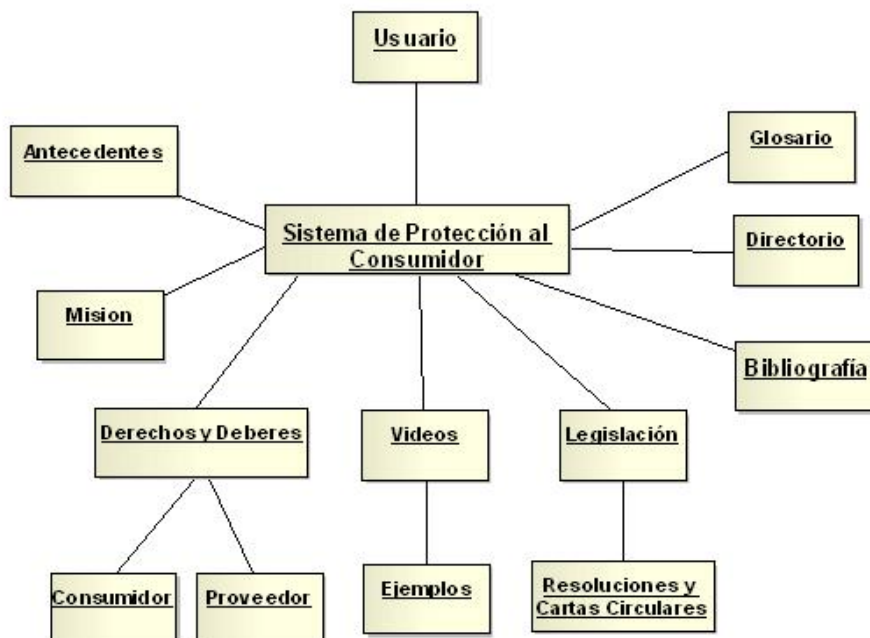 Usuario
Antecedentes
Glosario
Sistema de Protección al
Consumidor
Directorio
Mision
Bibliografía
Derechos y Deberes
Videos
Legislación
Consumidor
Proveedor
Ejemplos
Resoluciones y
Cartas Circulares